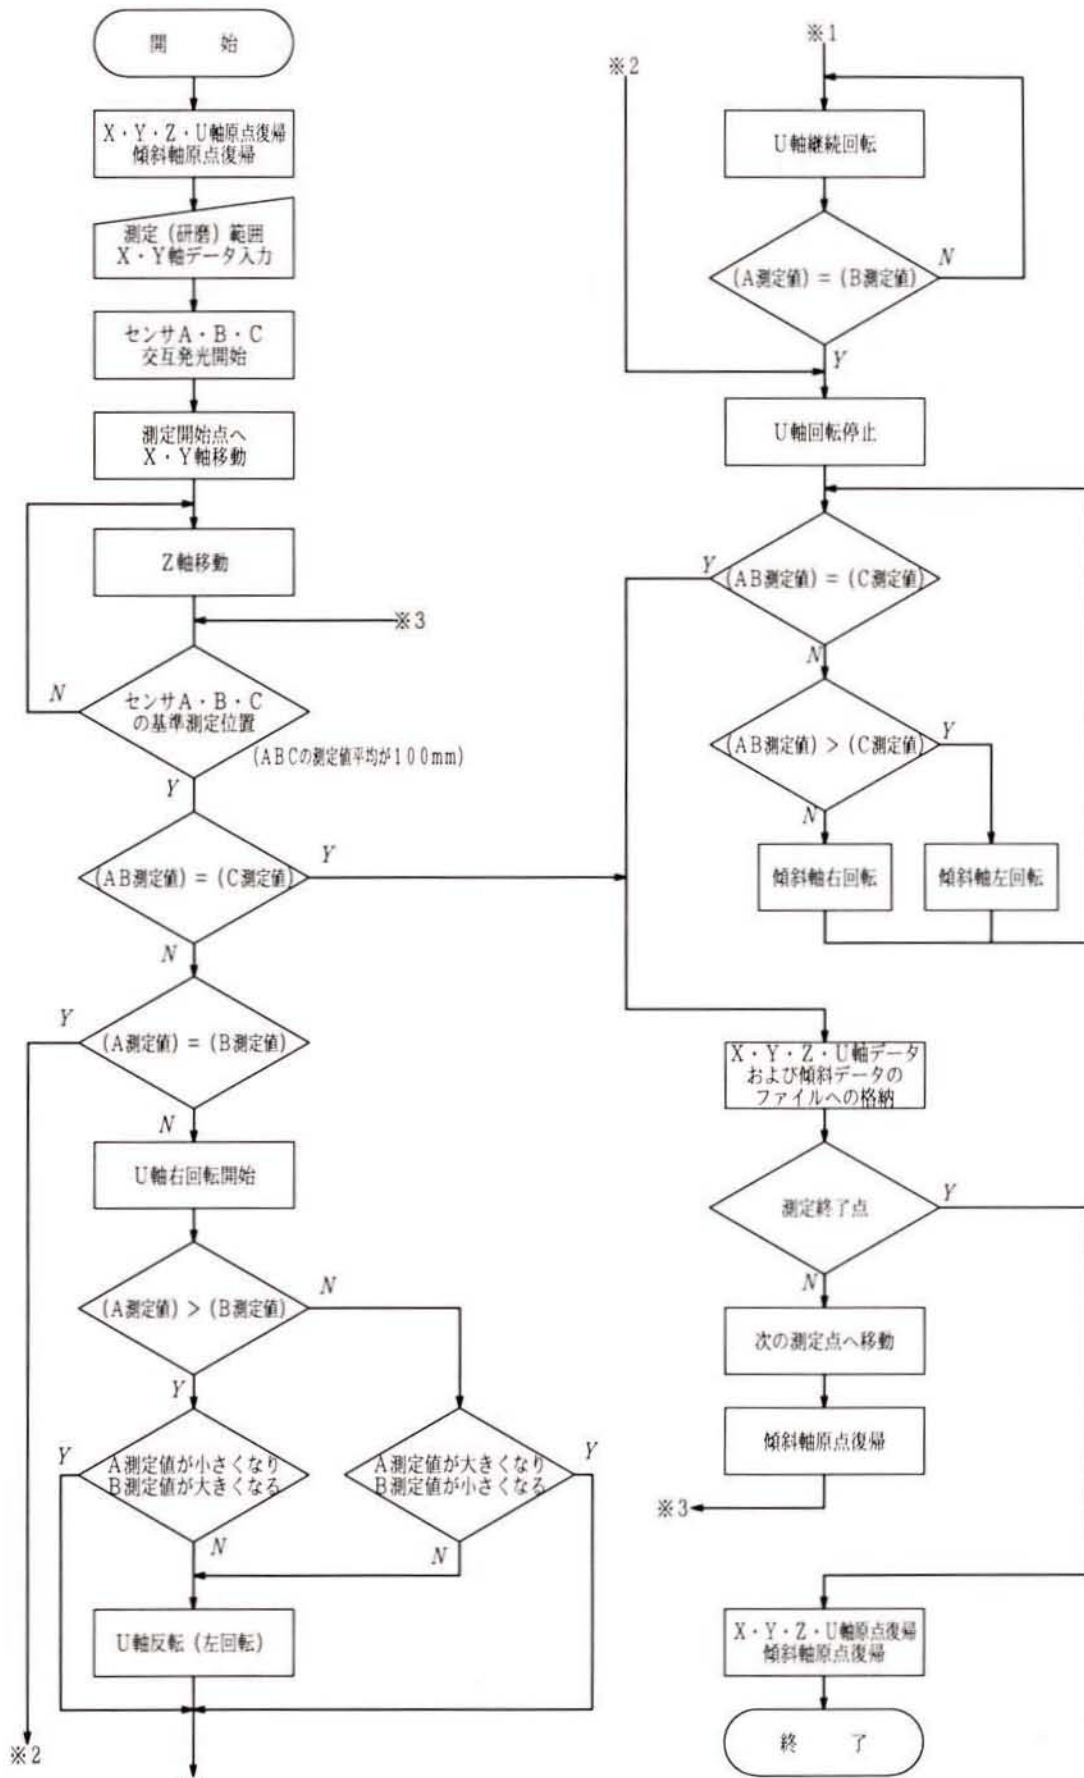 開　　始
X・Y・Z・U軸原点復帰
傾斜軸原点復帰
測定（研磨）範囲
X・Y軸データ入力
センサA・B・C
交互発光開始
測定開始点へ
X・Y軸移動
Z軸移動
※3
センサA・B・C
の基準測定位置
N
(ABCの測定値平均が100mm)
Y
(AB測定値)＝(C測定値)
Y
N
(A測定値)＝(B測定値)
Y
N
U軸右回転開始
(A測定値)＞(B測定値)
N
Y
A測定値が小さくなり
B測定値が大きくなる
Y
N
A測定値が大きくなり
B測定値が小さくなる
Y
N
U軸反転（左回転）
※2
※1
※2
U軸継続回転
(A測定値)＝(B測定値)
N
Y
U軸回転停止
(AB測定値)＝(C測定値)
Y
N
(AB測定値)＞(C測定値)
Y
N
傾斜軸右回転
傾斜軸左回転
X・Y・Z・U軸データ
および傾斜データの
ファイルへの格納
測定終了点
Y
N
次の測定点へ移動
傾斜軸原点復帰
※3
X・Y・Z・U軸原点復帰
傾斜軸原点復帰
終　　了